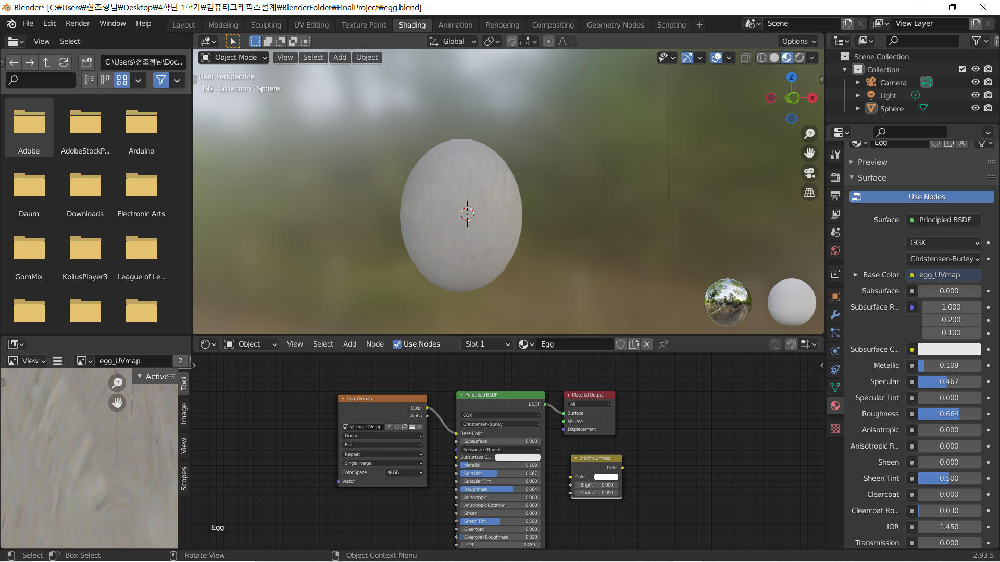 Blender* [C:₩Users₩현조형님₩Desktop₩4학년 1학기₩컴퓨터그래픽스설계₩BlenderFolder₩FinalProject₩egg.blend]
File Edit Render Window Help
Layout Modeling Sculpting UV Editing Texture Paint Shading Animation Rendering Compositing Geometry Nodes Scripting +
Scene
View Layer
View Select
Global
Options
C \Users\현조형님\Doc...
Object Mode View Select Add Object
User Perspective
192 Collection Sphere
Z
X
Adobe AdobeStockP... Arduino
Daum Downloads Electronic Arts
GomMix KollusPlayer3 League of Le...
Scene Collection
Collection
Camera
Light
Sphere
Egg
Preview
Surface
Use Nodes
Surface Principled BSDF
GGX
Christensen-Burley
Base Color egg_UVmap
Subsurface 0.000
Subsurface R... 1.000
0.200
0.100
Subsurface C...
Metallic 0.109
Specular 0.467
Specular Tint 0.000
Roughness 0.664
Anisotropic 0.000
Anisotropic R... 0.000
Sheen 0.000
Sheen Tint 0.500
Clearcoat 0.000
Clearcoat Ro... 0.030
IOR 1.450
Transmission 0.000
View egg_UVmap 2
Active T
Tool
Image
View
Scopes
Object View Select Add Node Use Nodes Slot 1 Egg
egg_UVmap
Color
Alpha
egg_UVmap 2
Linear
Flat
Repeat
Single Image
Color Space sRGB
Vector
Principled BSDF
BSDF
GGX
Christensen-Burley
Base Color
Subsurface 0.000
Subsurface Radius
Subsurface C...
Metallic 0.109
Specular 0.467
Specular Tint 0.000
Roughness 0.664
Anisotropic 0.000
Anisotropic Rotation 0.000
Sheen 0.000
Sheen Tint 0.500
Clearcoat 0.000
Clearcoat Roughness 0.030
IOR 1.450
Material Output
All
Surface
Volume
Displacement
Bright/Contrast
Color
Color
Bright 0.000
Contrast 0.000
Egg
Select Box Select Rotate View Object Context Menu 2.93.5